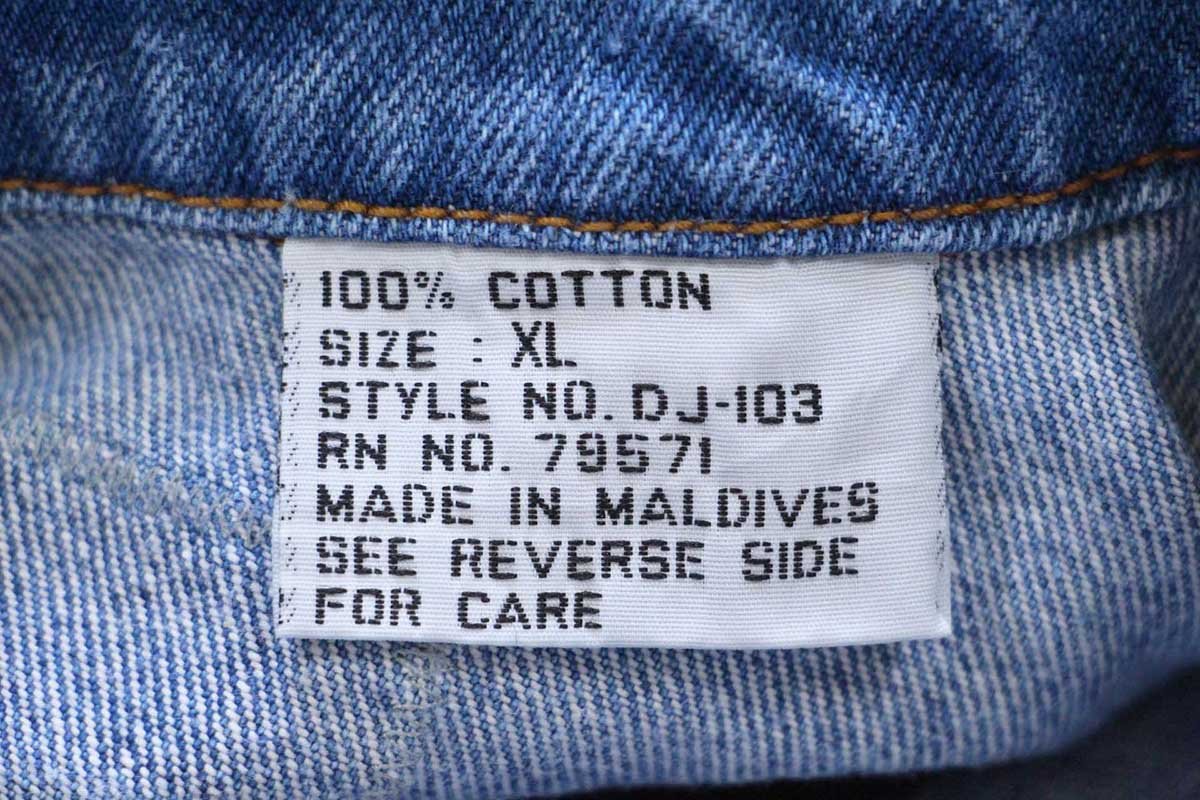 100% COTTON
SIZE : XL
STYLE NO. DJ-103
RN NO. 79571
MADE IN MALDIVES
SEE REVERSE SIDE
FOR CARE